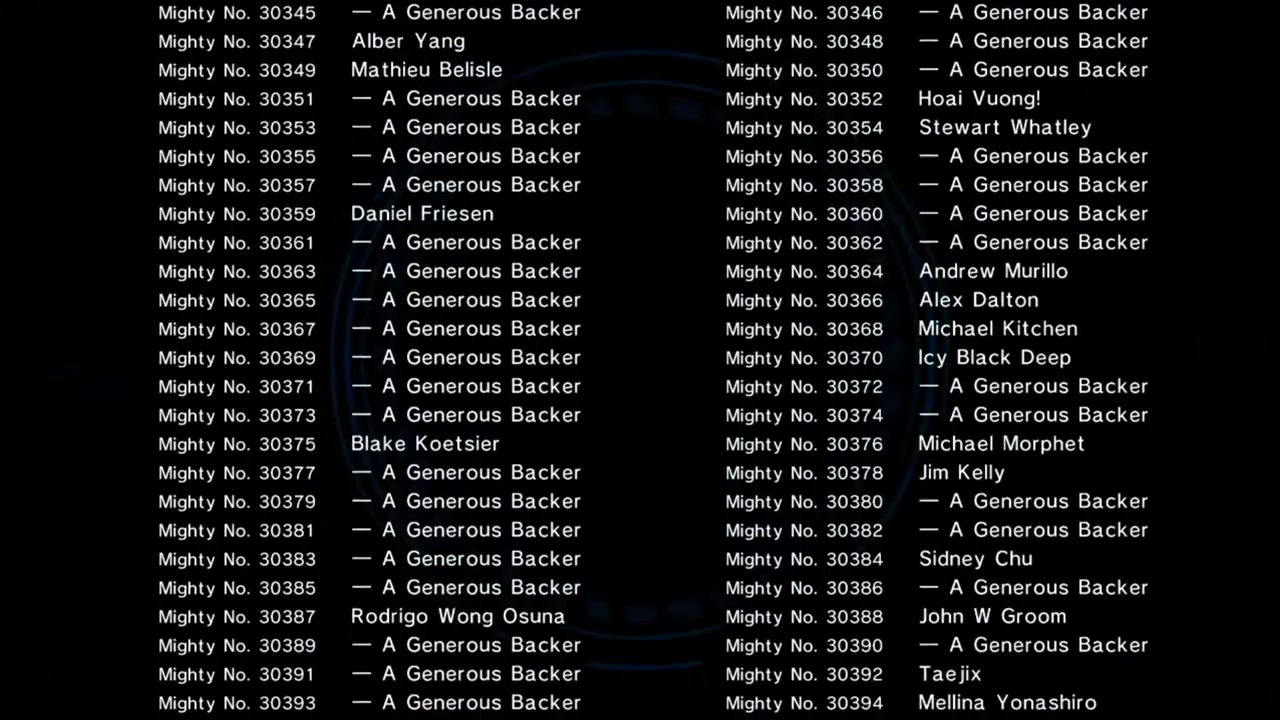 Mighty No. 30345 — A Generous Backer Mighty No. 30346 — A Generous Backer
Mighty No. 30347 Alber Yang Mighty No. 30348 — A Generous Backer
Mighty No. 30349 Mathieu Belisle Mighty No. 30350 — A Generous Backer
Mighty No. 30351 — A Generous Backer Mighty No. 30352 Hoai Vuong!
Mighty No. 30353 — A Generous Backer Mighty No. 30354 Stewart Whatley
Mighty No. 30355 — A Generous Backer Mighty No. 30356 — A Generous Backer
Mighty No. 30357 — A Generous Backer Mighty No. 30358 — A Generous Backer
Mighty No. 30359 Daniel Friesen Mighty No. 30360 — A Generous Backer
Mighty No. 30361 — A Generous Backer Mighty No. 30362 — A Generous Backer
Mighty No. 30363 — A Generous Backer Mighty No. 30364 Andrew Murillo
Mighty No. 30365 — A Generous Backer Mighty No. 30366 Alex Dalton
Mighty No. 30367 — A Generous Backer Mighty No. 30368 Michael Kitchen
Mighty No. 30369 — A Generous Backer Mighty No. 30370 Icy Black Deep
Mighty No. 30371 — A Generous Backer Mighty No. 30372 — A Generous Backer
Mighty No. 30373 — A Generous Backer Mighty No. 30374 — A Generous Backer
Mighty No. 30375 Blake Koetsier Mighty No. 30376 Michael Morphet
Mighty No. 30377 — A Generous Backer Mighty No. 30378 Jim Kelly
Mighty No. 30379 — A Generous Backer Mighty No. 30380 — A Generous Backer
Mighty No. 30381 — A Generous Backer Mighty No. 30382 — A Generous Backer
Mighty No. 30383 — A Generous Backer Mighty No. 30384 Sidney Chu
Mighty No. 30385 — A Generous Backer Mighty No. 30386 — A Generous Backer
Mighty No. 30387 Rodrigo Wong Osuna Mighty No. 30388 John W Groom
Mighty No. 30389 — A Generous Backer Mighty No. 30390 — A Generous Backer
Mighty No. 30391 — A Generous Backer Mighty No. 30392 Taejix
Mighty No. 30393 — A Generous Backer Mighty No. 30394 Mellina Yonashiro